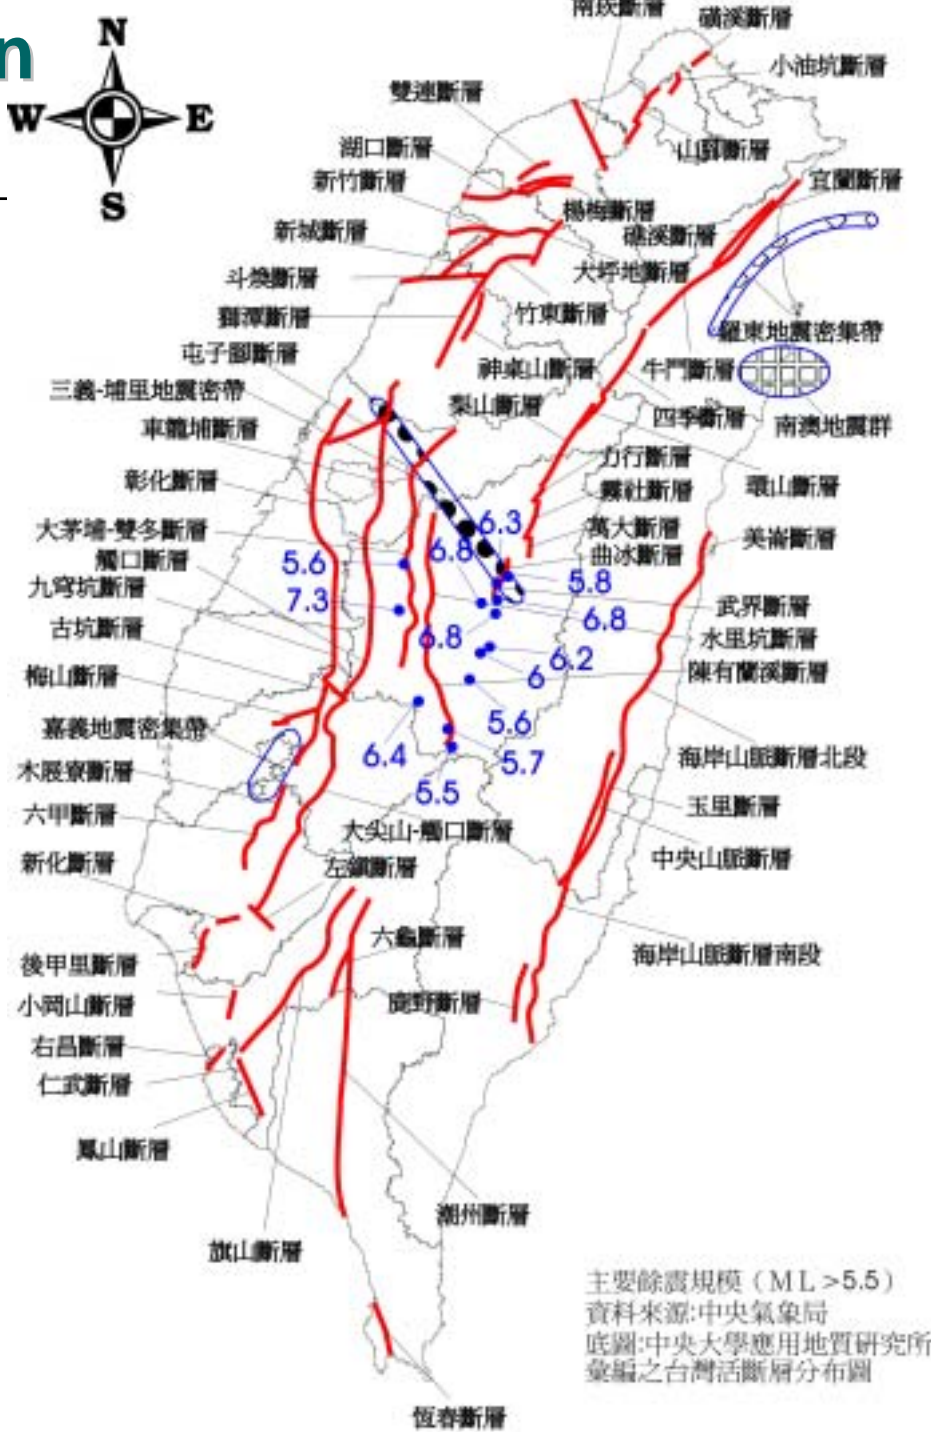 n
N
W
E
S
南崁斷層
磺溪斷層
小油坑斷層
雙連斷層
湖口斷層
山腳斷層
新竹斷層
宜蘭斷層
楊梅斷層
新城斷層
礁溪斷層
斗煥斷層
大坪地斷層
獅潭斷層
竹東斷層
羅東地震密集帶
屯子腳斷層
神桌山斷層
牛鬥斷層
三義-埔里地震密帶
梨山斷層
四季斷層
南澳地震群
車籠埔斷層
力行斷層
彰化斷層
霧社斷層
環山斷層
大茅埔-雙冬斷層
6.3
萬大斷層
美崙斷層
觸口斷層
5.6
6.8
曲冰斷層
九穹坑斷層
5.8
7.3
武界斷層
古坑斷層
6.8
6.8
水里坑斷層
6.2
梅山斷層
6
陳有蘭溪斷層
嘉義地震密集帶
5.6
6.4
5.7
海岸山脈斷層北段
木屐寮斷層
5.5
玉里斷層
六甲斷層
大尖山-觸口斷層
新化斷層
左鎮斷層
中央山脈斷層
六龜斷層
後甲里斷層
海岸山脈斷層南段
小岡山斷層
鹿野斷層
右昌斷層
仁武斷層
鳳山斷層
潮州斷層
旗山斷層
主要餘震規模（ML>5.5）
資料來源:中央氣象局
底圖:中央大學應用地質研究所
彙編之台灣活斷層分布圖
恆春斷層